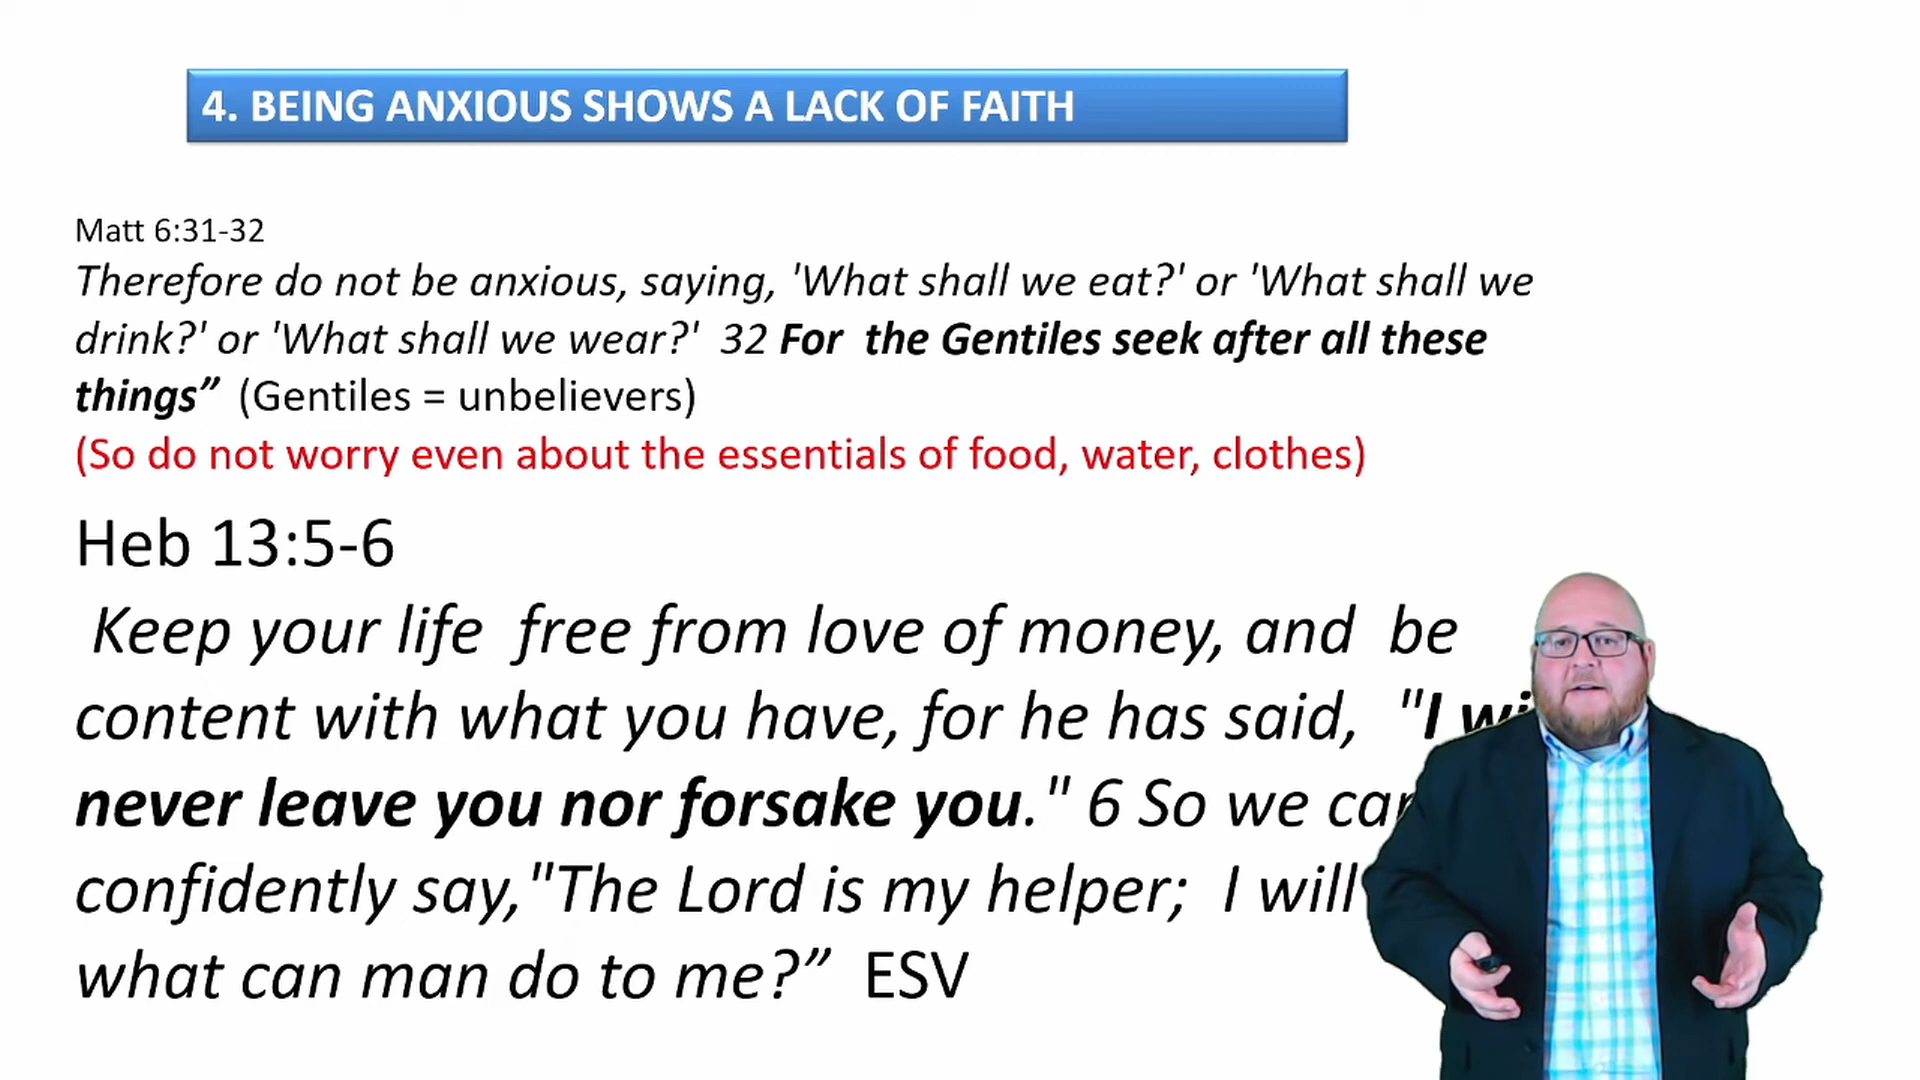 4. BEING ANXIOUS SHOWS A LACK OF FAITH
Matt 6:31-32
Therefore do not be anxious, saying, 'What shall we eat?' or 'What shall we
drink?' or 'What shall we wear?' 32 For the Gentiles seek after all these
things” (Gentiles = unbelievers)
(So do not worry even about the essentials of food, water, clothes)
Heb 13:5-6
Keep your life free from love of money, and be
content with what you have, for he has said, "I
never leave you nor forsake you." 6 So we
confidently say,"The Lord is my helper; I will
what can man do to me?” ESV